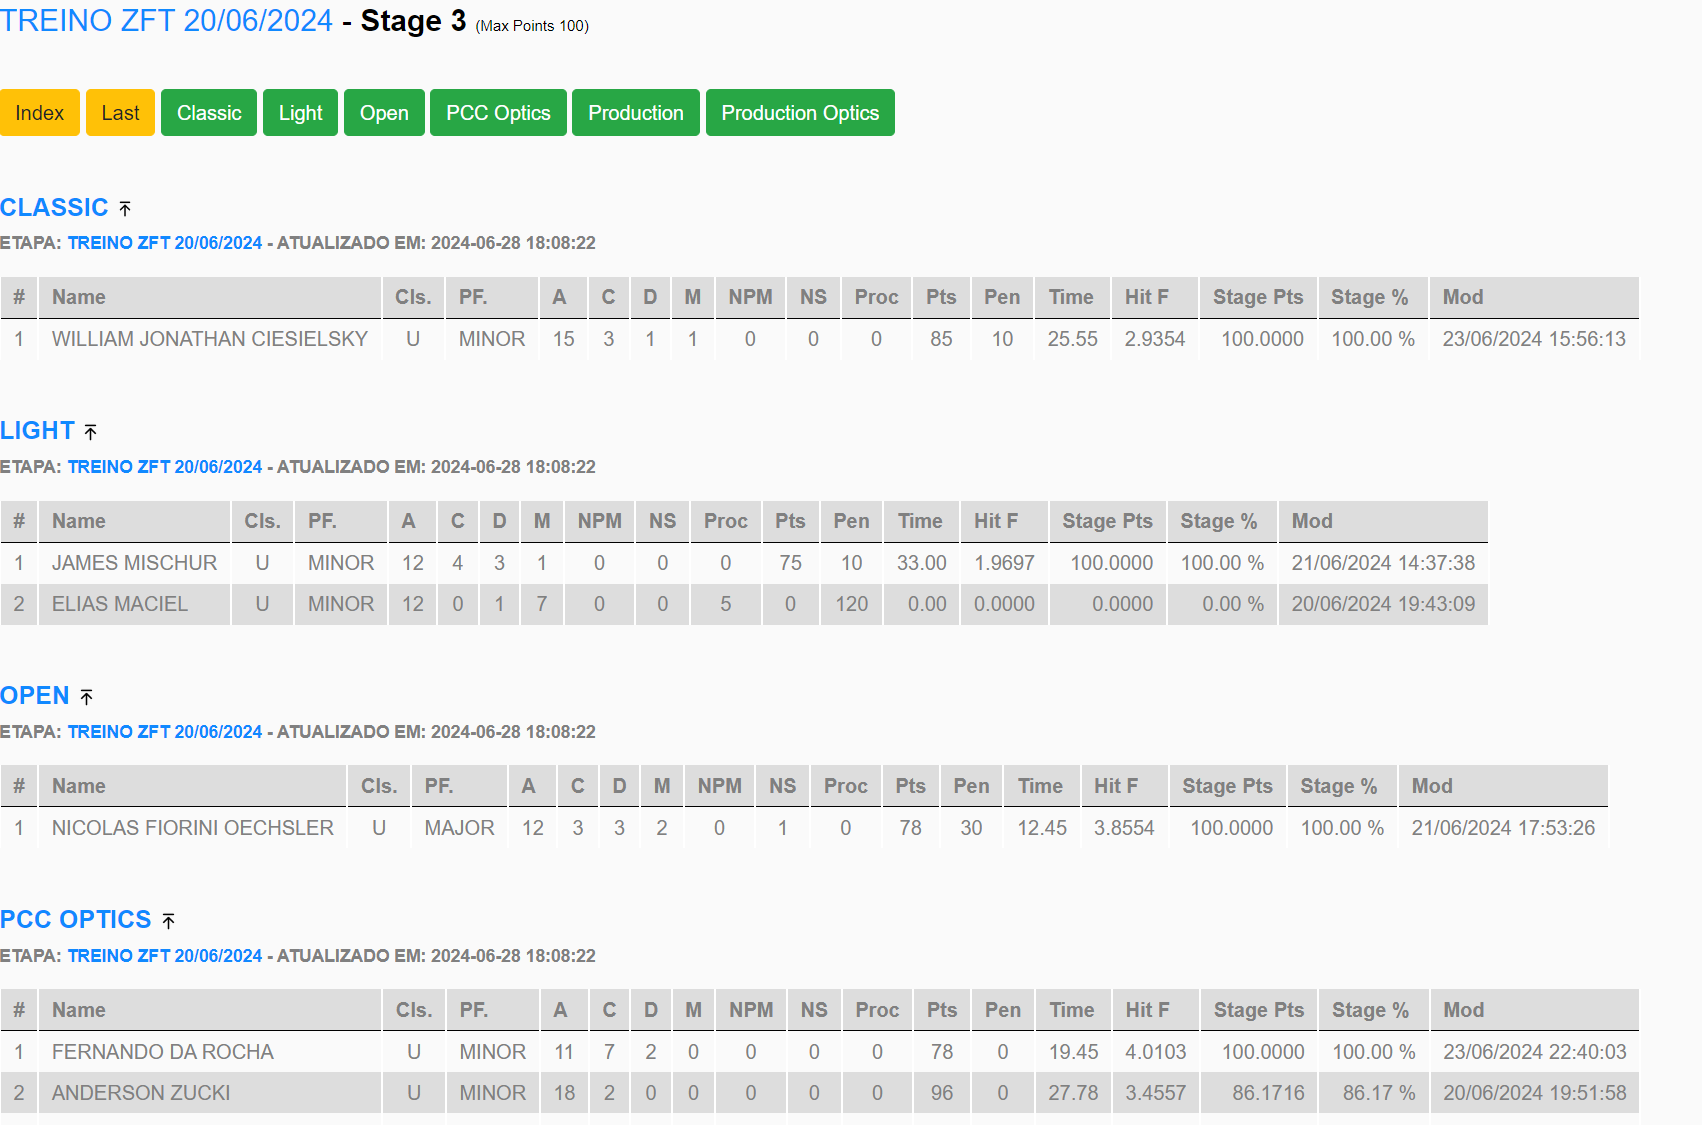 TREINO ZFT 20/06/2024 - Stage 3 (Max Points 100)
Index Last Classic Light Open PCC Optics Production Production Optics
CLASSIC
ETAPA: TREINO ZFT 20/06/2024 - ATUALIZADO EM: 2024-06-28 18:08:22
# Name Cls. PF. A C D M NPM NS Proc Pts Pen Time Hit F Stage Pts Stage % Mod
1 WILLIAM JONATHAN CIESIELSKY U MINOR 15 3 1 1 0 0 0 85 10 25.55 2.9354 100.0000 100.00 % 23/06/2024 15:56:13
LIGHT
ETAPA: TREINO ZFT 20/06/2024 - ATUALIZADO EM: 2024-06-28 18:08:22
# Name Cls. PF. A C D M NPM NS Proc Pts Pen Time Hit F Stage Pts Stage % Mod
1 JAMES MISCHUR U MINOR 12 4 3 1 0 0 0 75 10 33.00 1.9697 100.0000 100.00 % 21/06/2024 14:37:38
2 ELIAS MACIEL U MINOR 12 0 1 7 0 0 5 0 120 0.00 0.0000 0.0000 0.00 % 20/06/2024 19:43:09
OPEN
ETAPA: TREINO ZFT 20/06/2024 - ATUALIZADO EM: 2024-06-28 18:08:22
# Name Cls. PF. A C D M NPM NS Proc Pts Pen Time Hit F Stage Pts Stage % Mod
1 NICOLAS FIORINI OECHSLER U MAJOR 12 3 3 2 0 1 0 78 30 12.45 3.8554 100.0000 100.00 % 21/06/2024 17:53:26
PCC OPTICS
ETAPA: TREINO ZFT 20/06/2024 - ATUALIZADO EM: 2024-06-28 18:08:22
# Name Cls. PF. A C D M NPM NS Proc Pts Pen Time Hit F Stage Pts Stage % Mod
1 FERNANDO DA ROCHA U MINOR 11 7 2 0 0 0 0 78 0 19.45 4.0103 100.0000 100.00 % 23/06/2024 22:40:03
2 ANDERSON ZUCKI U MINOR 18 2 0 0 0 0 0 96 0 27.78 3.4557 86.1716 86.17 % 20/06/2024 19:51:58